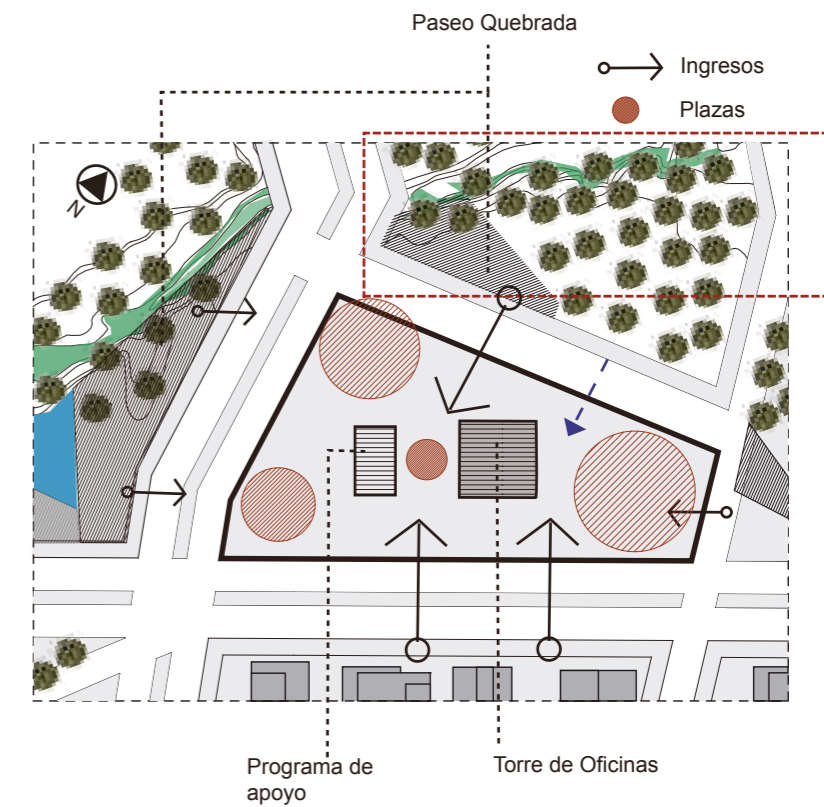 Paseo Quebrada
Ingresos
Plazas
N
Programa de
apoyo
Torre de Oficinas